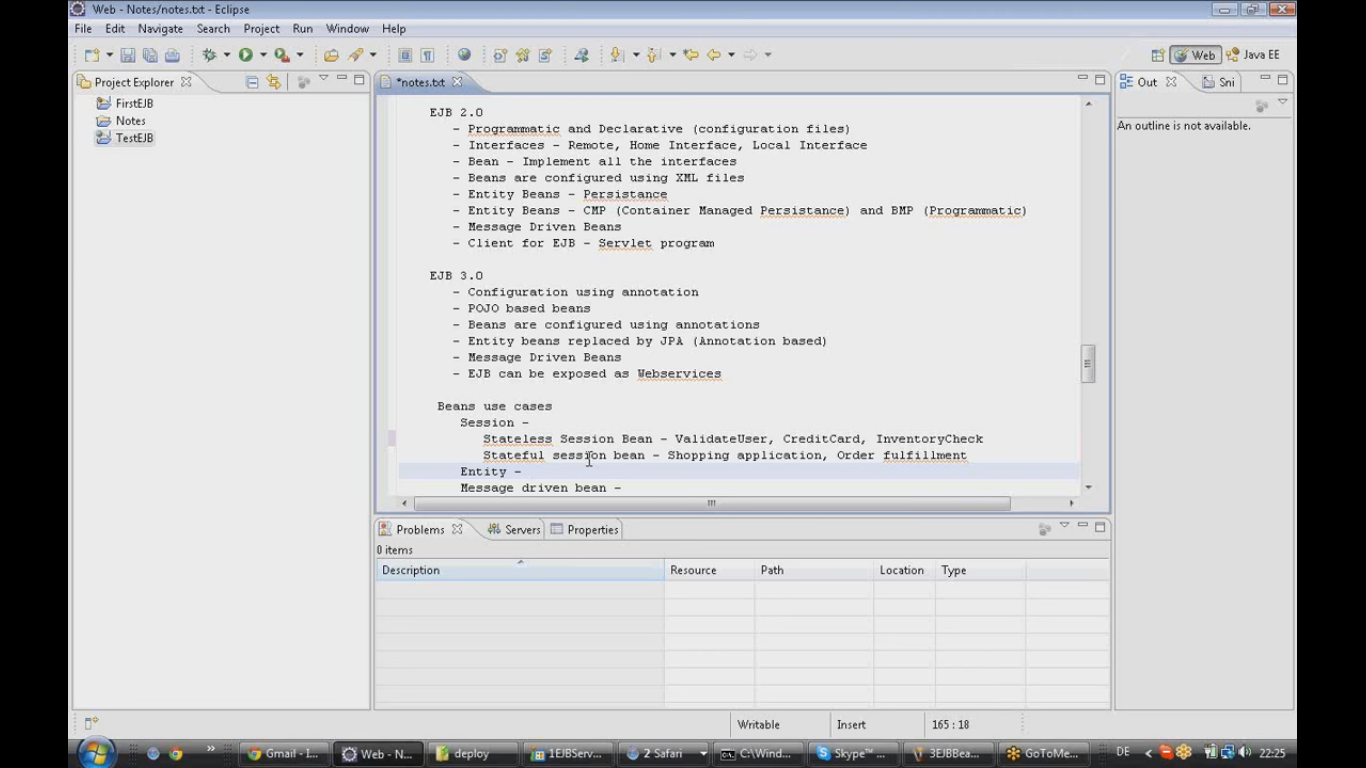 Web - Notes/notes.txt - Eclipse
File Edit Navigate Search Project Run Window Help
Web Java EE
Project Explorer
FirstEJB
Notes
TestEJB
*notes.txt
EJB 2.0
- Programmatic and Declarative (configuration files)
- Interfaces - Remote, Home Interface, Local Interface
- Bean - Implement all the interfaces
- Beans are configured using XML files
- Entity Beans - Persistance
- Entity Beans - CMP (Container Managed Persistance) and BMP (Programmatic)
- Message Driven Beans
- Client for EJB - Servlet program
EJB 3.0
- Configuration using annotation
- POJO based beans
- Beans are configured using annotations
- Entity beans replaced by JPA (Annotation based)
- Message Driven Beans
- EJB can be exposed as Webservices
Beans use cases
Session -
Stateless Session Bean - ValidateUser, CreditCard, InventoryCheck
Stateful session bean - Shopping application, Order fulfillment
Entity -
Message driven bean -
Out Sni
An outline is not available.
Problems Servers Properties
0 items
Description Resource Path Location Type
Writable Insert 165 : 18
Gmail - I... Web - N... deploy 1EJBServ... 2 Safari C:\Wind... Skype™ ... 3EJBBea... GoToMe... DE 22:25